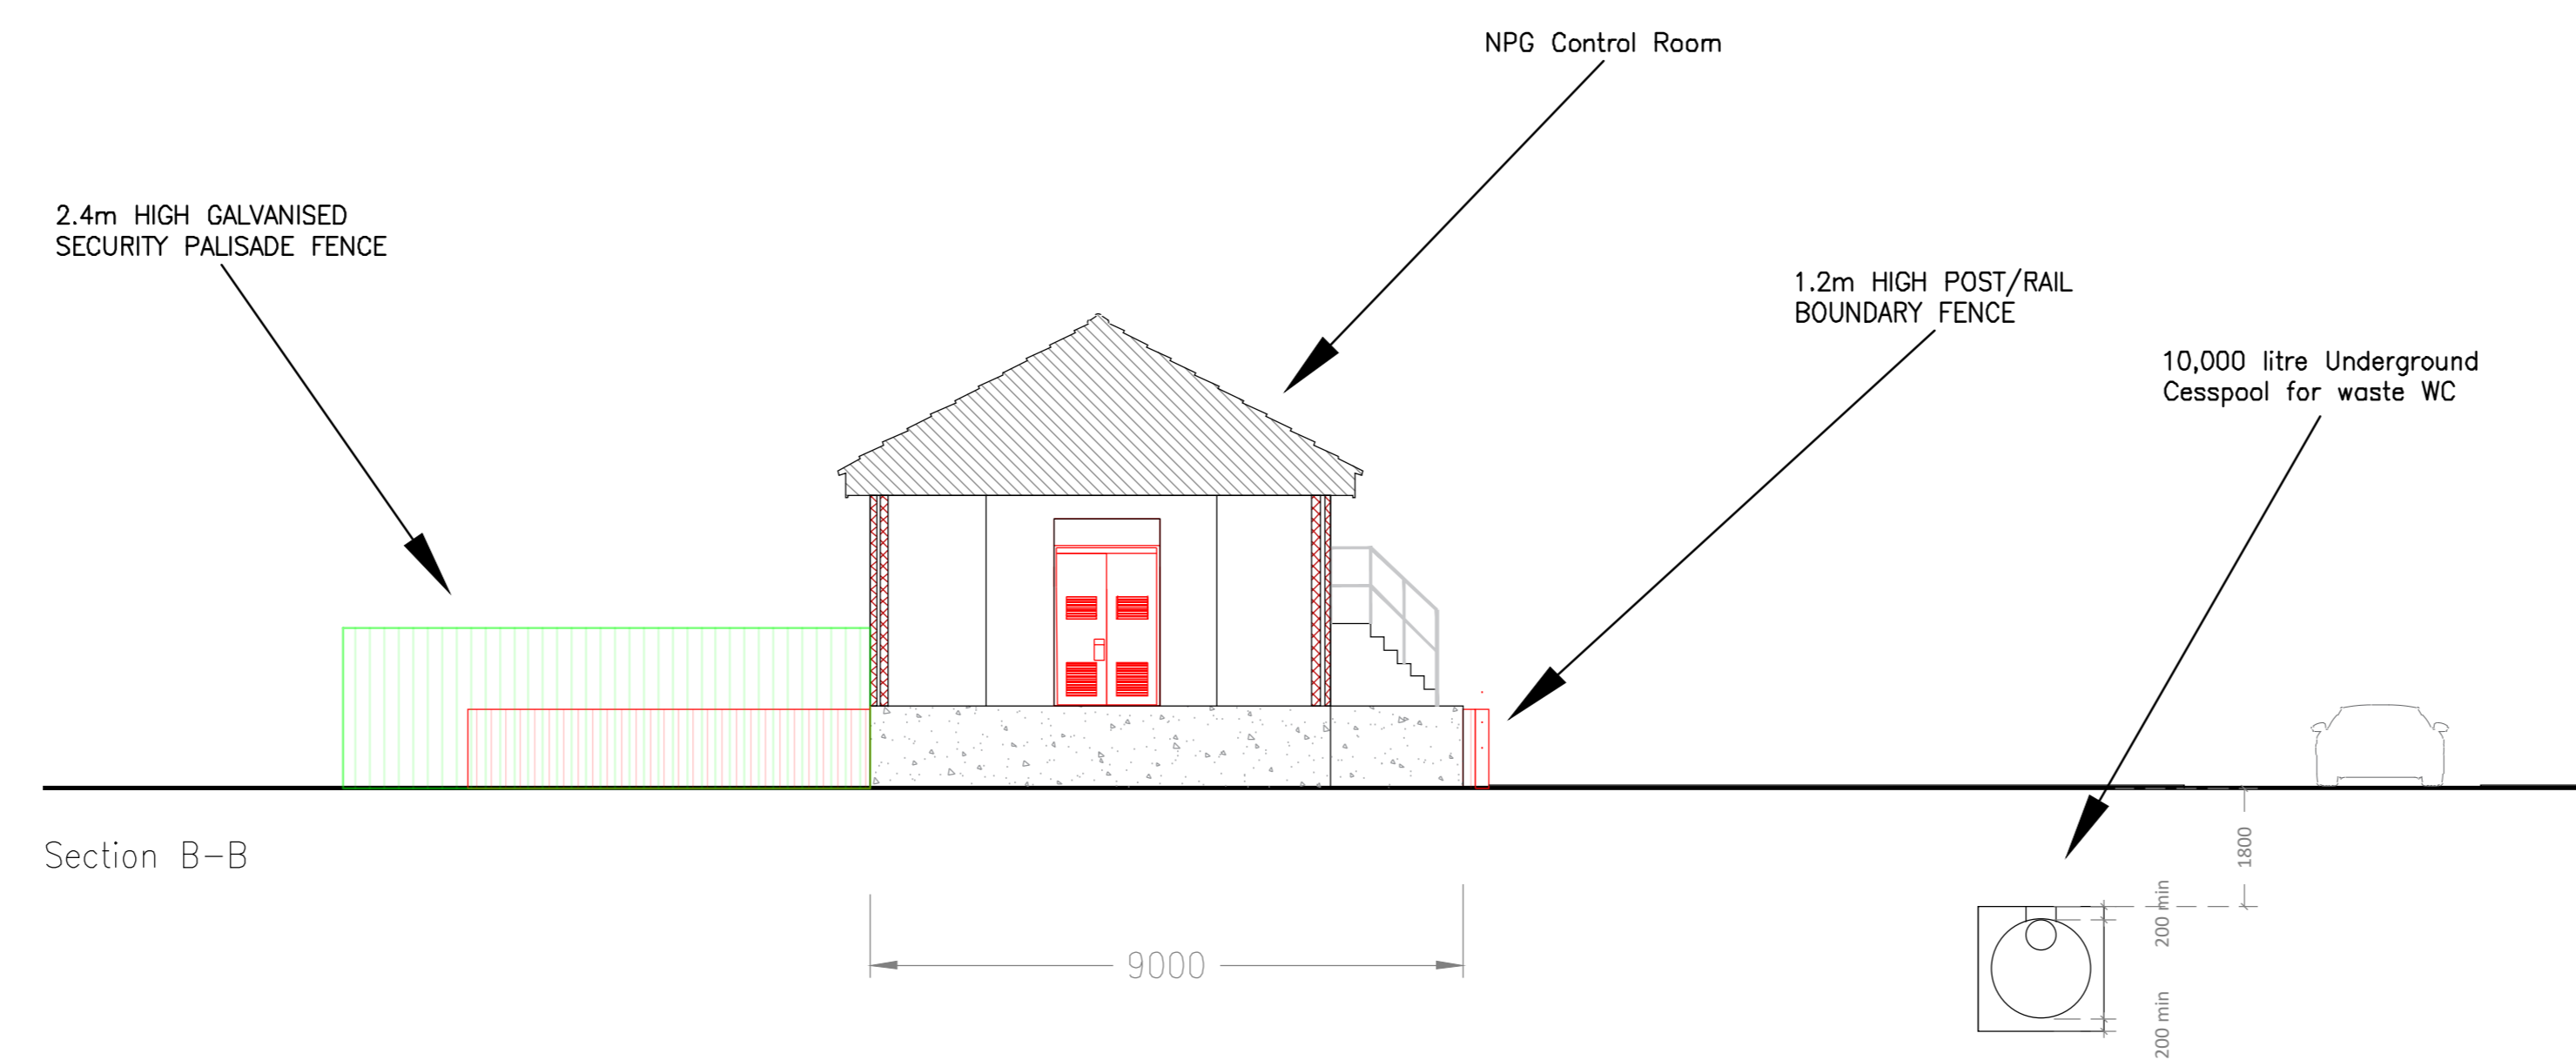 NPG Control Room
2.4m HIGH GALVANISED
SECURITY PALISADE FENCE
1.2m HIGH POST/RAIL
BOUNDARY FENCE
10,000 litre Underground
Cesspool for waste WC
Section B-B
1800
200 min
9000
200 min